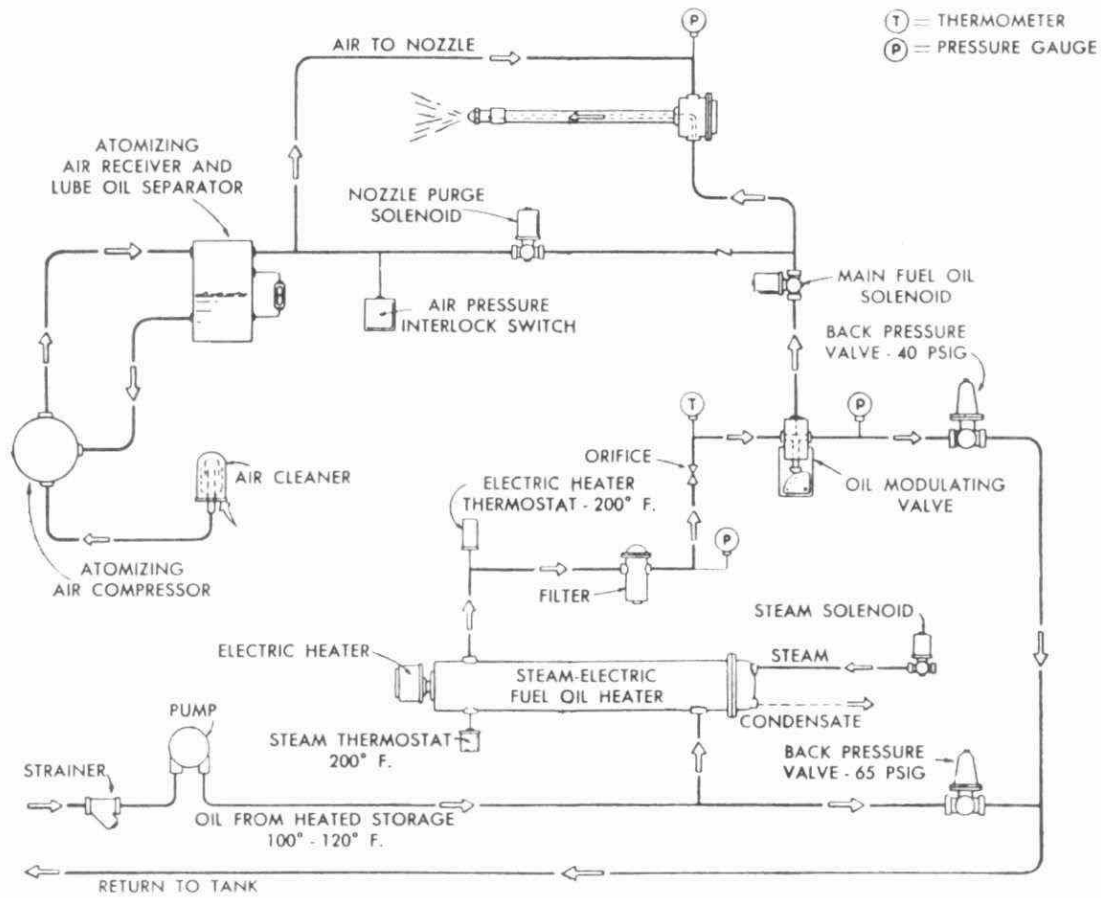 P
T = THERMOMETER
P = PRESSURE GAUGE
AIR TO NOZZLE
ATOMIZING
AIR RECEIVER AND
LUBE OIL SEPARATOR
NOZZLE PURGE
SOLENOID
MAIN FUEL OIL
SOLENOID
AIR PRESSURE
INTERLOCK SWITCH
BACK PRESSURE
VALVE - 40 PSIG
T
P
ORIFICE
AIR CLEANER
ELECTRIC HEATER
THERMOSTAT - 200° F.
OIL MODULATING
VALVE
P
ATOMIZING
AIR COMPRESSOR
FILTER
STEAM SOLENOID
ELECTRIC HEATER
STEAM
STEAM-ELECTRIC
FUEL OIL HEATER
CONDENSATE
PUMP
STEAM THERMOSTAT
200° F.
BACK PRESSURE
VALVE - 65 PSIG
STRAINER
OIL FROM HEATED STORAGE
100° - 120° F.
RETURN TO TANK